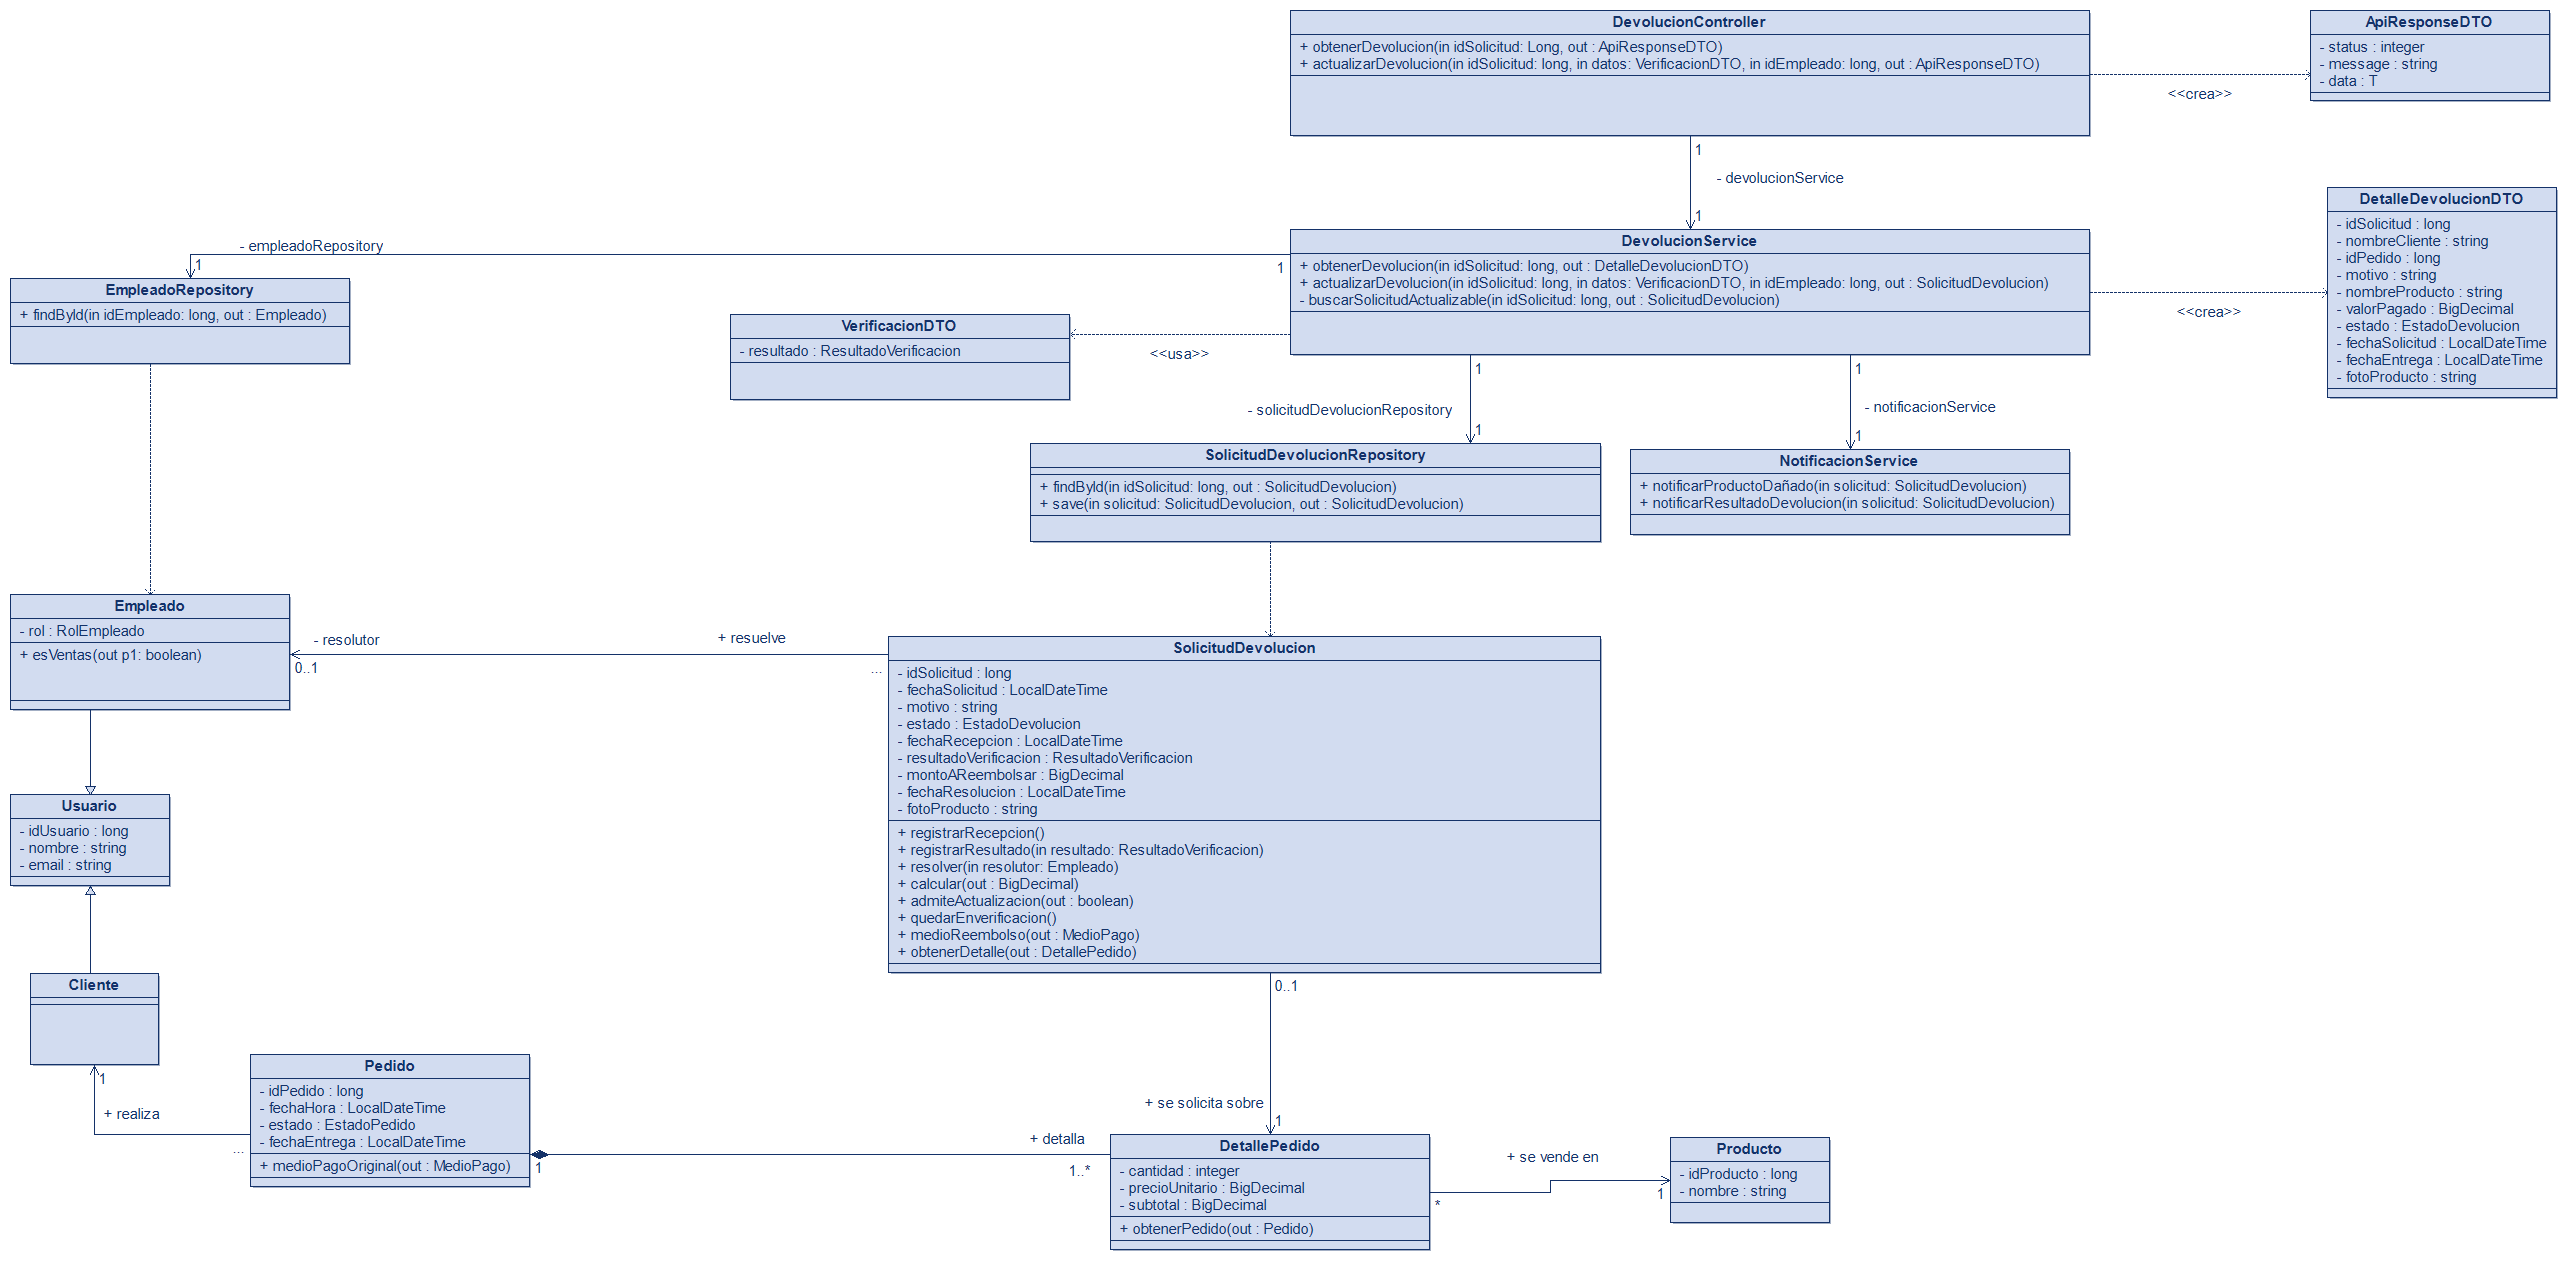 DevolucionController
+ obtenerDevolucion(in idSolicitud: Long, out : ApiResponseDTO)
+ actualizarDevolucion(in idSolicitud: long, in datos: VerificacionDTO, in idEmpleado: long, out : ApiResponseDTO)
ApiResponseDTO
- status : integer
- message : string
- data : T
<<crea>>
1
- devolucionService
1
DetalleDevolucionDTO
- idSolicitud : long
- nombreCliente : string
- idPedido : long
- motivo : string
- nombreProducto : string
- valorPagado : BigDecimal
- estado : EstadoDevolucion
- fechaSolicitud : LocalDateTime
- fechaEntrega : LocalDateTime
- fotoProducto : string
DevolucionService
+ obtenerDevolucion(in idSolicitud: long, out : DetalleDevolucionDTO)
+ actualizarDevolucion(in idSolicitud: long, in datos: VerificacionDTO, in idEmpleado: long, out : SolicitudDevolucion)
- buscarSolicitudActualizable(in idSolicitud: long, out : SolicitudDevolucion)
<<crea>>
- empleadoRepository
1
1
EmpleadoRepository
+ findById(in idEmpleado: long, out : Empleado)
VerificacionDTO
- resultado : ResultadoVerificacion
<<usa>>
1
- solicitudDevolucionRepository
1
1
- notificacionService
1
SolicitudDevolucionRepository
+ findById(in idSolicitud: long, out : SolicitudDevolucion)
+ save(in solicitud: SolicitudDevolucion, out : SolicitudDevolucion)
NotificacionService
+ notificarProductoDañado(in solicitud: SolicitudDevolucion)
+ notificarResultadoDevolucion(in solicitud: SolicitudDevolucion)
Empleado
- rol : RolEmpleado
+ esVentas(out p1: boolean)
- resolutor
0..1
+ resuelve
...
SolicitudDevolucion
- idSolicitud : long
- fechaSolicitud : LocalDateTime
- motivo : string
- estado : EstadoDevolucion
- fechaRecepcion : LocalDateTime
- resultadoVerificacion : ResultadoVerificacion
- montoAReembolsar : BigDecimal
- fechaResolucion : LocalDateTime
- fotoProducto : string
+ registrarRecepcion()
+ registrarResultado(in resultado: ResultadoVerificacion)
+ resolver(in resolutor: Empleado)
+ calcular(out : BigDecimal)
+ admiteActualizacion(out : boolean)
+ quedarEnverificacion()
+ medioReembolso(out : MedioPago)
+ obtenerDetalle(out : DetallePedido)
Usuario
- idUsuario : long
- nombre : string
- email : string
Cliente
1
+ realiza
...
Pedido
- idPedido : long
- fechaHora : LocalDateTime
- estado : EstadoPedido
- fechaEntrega : LocalDateTime
+ medioPagoOriginal(out : MedioPago)
1
+ detalla
1..*
0..1
+ se solicita sobre
1
DetallePedido
- cantidad : integer
- precioUnitario : BigDecimal
- subtotal : BigDecimal
+ obtenerPedido(out : Pedido)
*
+ se vende en
1
Producto
- idProducto : long
- nombre : string